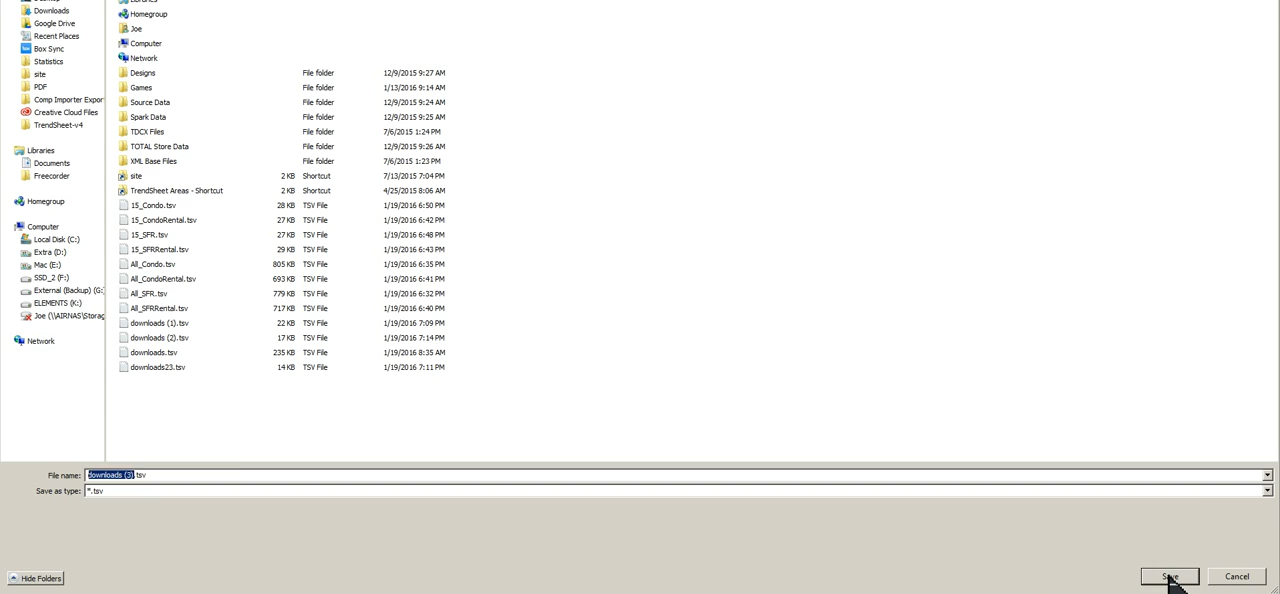 Downloads
Google Drive
Recent Places
Box Sync
Statistics
site
PDF
Comp Importer Expor
Creative Cloud Files
TrendSheet-v4
Libraries
Documents
Freecorder
Homegroup
Computer
Local Disk (C:)
Extra (D:)
Mac (E:)
SSD_2 (F:)
External (Backup) (G:
ELEMENTS (K:)
Joe (\\AIRNAS\Storag
Network
Homegroup
Joe
Computer
Network
Designs File folder 12/9/2015 9:27 AM
Games File folder 1/13/2016 9:14 AM
Source Data File folder 12/9/2015 9:24 AM
Spark Data File folder 12/9/2015 9:25 AM
TDCX Files File folder 7/6/2015 1:24 PM
TOTAL Store Data File folder 12/9/2015 9:26 AM
XML Base Files File folder 7/6/2015 1:23 PM
site 2 KB Shortcut 7/13/2015 7:04 PM
TrendSheet Areas - Shortcut 2 KB Shortcut 4/25/2015 8:06 AM
15_Condo.tsv 28 KB TSV File 1/19/2016 6:50 PM
15_CondoRental.tsv 27 KB TSV File 1/19/2016 6:42 PM
15_SFR.tsv 27 KB TSV File 1/19/2016 6:48 PM
15_SFRRental.tsv 29 KB TSV File 1/19/2016 6:43 PM
All_Condo.tsv 805 KB TSV File 1/19/2016 6:35 PM
All_CondoRental.tsv 693 KB TSV File 1/19/2016 6:41 PM
All_SFR.tsv 779 KB TSV File 1/19/2016 6:32 PM
All_SFRRental.tsv 717 KB TSV File 1/19/2016 6:40 PM
downloads (1).tsv 22 KB TSV File 1/19/2016 7:09 PM
downloads (2).tsv 17 KB TSV File 1/19/2016 7:14 PM
downloads.tsv 235 KB TSV File 1/19/2016 8:35 AM
downloads23.tsv 14 KB TSV File 1/19/2016 7:11 PM
File name: downloads (3).tsv
Save as type: *.tsv
Hide Folders
Save Cancel